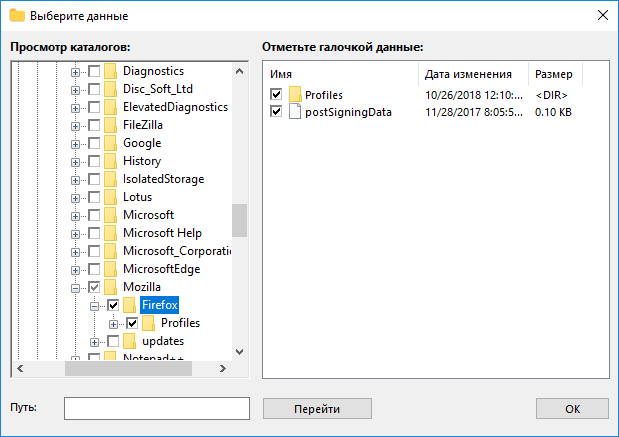 Выберите данные
Просмотр каталогов:
Diagnostics
Disc_Soft_Ltd
ElevatedDiagnostics
FileZilla
Google
History
IsolatedStorage
Lotus
Microsoft
Microsoft Help
Microsoft_Corporatio
MicrosoftEdge
Mozilla
Firefox
Profiles
updates
Notepad++
Отметьте галочкой данные:
Имя Дата изменения Размер
Profiles 10/26/2018 12:10:... <DIR>
postSigningData 11/28/2017 8:05:5... 0.10 KB
Путь: Перейти OK